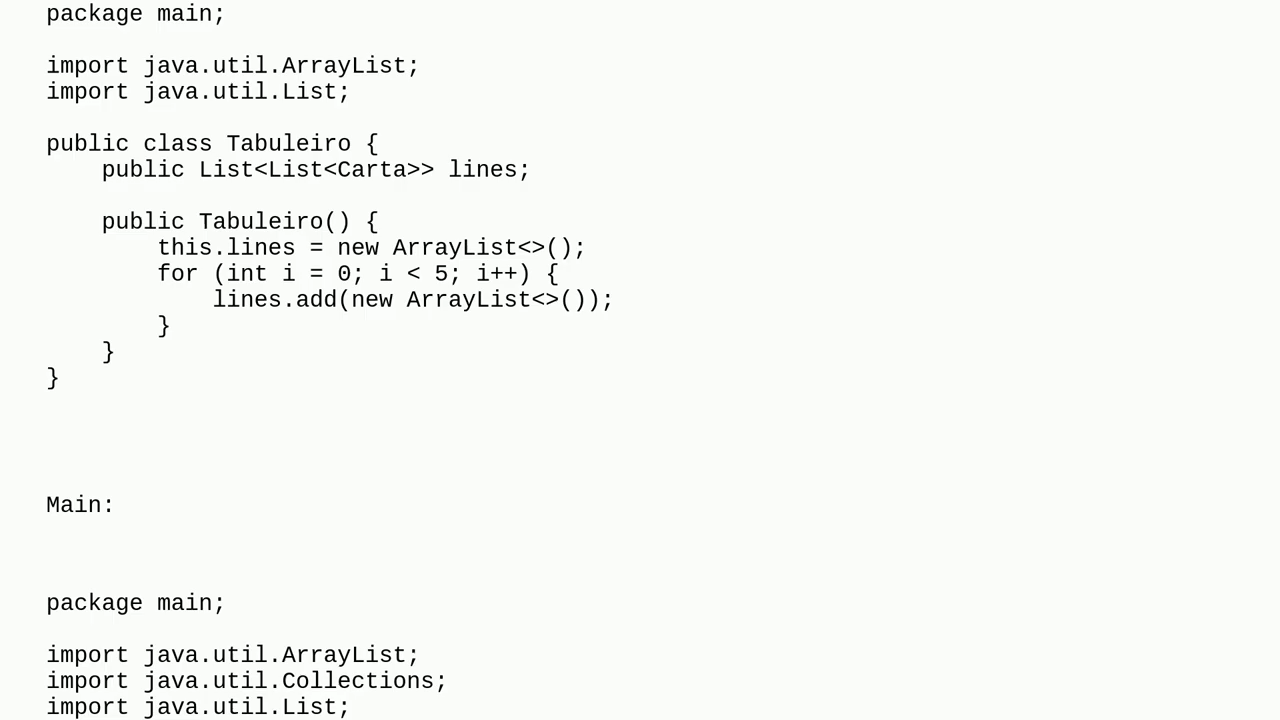 package main;

import java.util.ArrayList;
import java.util.List;

public class Tabuleiro {
    public List<List<Carta>> lines;

    public Tabuleiro() {
        this.lines = new ArrayList<>();
        for (int i = 0; i < 5; i++) {
            lines.add(new ArrayList<>());
        }
    }
}

Main:

package main;

import java.util.ArrayList;
import java.util.Collections;
import java.util.List;